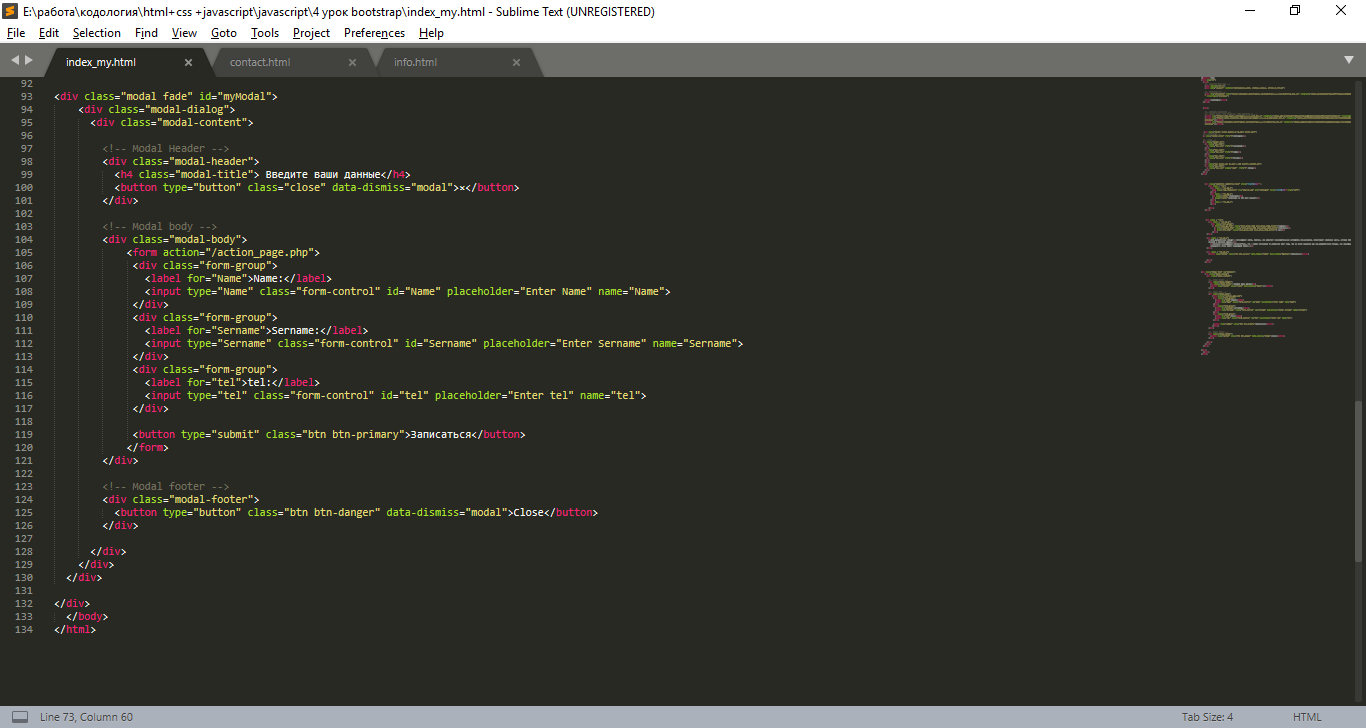 E:\работа\кодология\html+css +javascript\javascript\4 урок bootstrap\index_my.html - Sublime Text (UNREGISTERED)
File Edit Selection Find View Goto Tools Project Preferences Help
index_my.html × contact.html × info.html ×
92
93 <div class="modal fade" id="myModal">
94 <div class="modal-dialog">
95 <div class="modal-content">
96
97 <!-- Modal Header -->
98 <div class="modal-header">
99 <h4 class="modal-title"> Введите ваши данные</h4>
100 <button type="button" class="close" data-dismiss="modal">×</button>
101 </div>
102
103 <!-- Modal body -->
104 <div class="modal-body">
105 <form action="/action_page.php">
106 <div class="form-group">
107 <label for="Name">Name:</label>
108 <input type="Name" class="form-control" id="Name" placeholder="Enter Name" name="Name">
109 </div>
110 <div class="form-group">
111 <label for="Sername">Sername:</label>
112 <input type="Sername" class="form-control" id="Sername" placeholder="Enter Sername" name="Sername">
113 </div>
114 <div class="form-group">
115 <label for="tel">tel:</label>
116 <input type="tel" class="form-control" id="tel" placeholder="Enter tel" name="tel">
117 </div>
118
119 <button type="submit" class="btn btn-primary">Записаться</button>
120 </form>
121 </div>
122
123 <!-- Modal footer -->
124 <div class="modal-footer">
125 <button type="button" class="btn btn-danger" data-dismiss="modal">Close</button>
126 </div>
127
128 </div>
129 </div>
130 </div>
131
132 </div>
133 </body>
134 </html>
Line 73, Column 60 Tab Size: 4 HTML